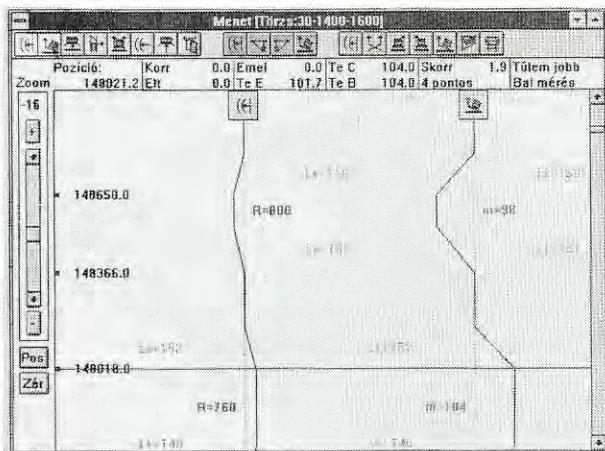 Menet [Törzs:30-1400-1600]
Pozíció: Korr 0.0 Emel 0.0 Te C 104.0 Skorr 1.9 Túlem jobb
Zoom 148021.2 Elt 0.0 Te E 101.7 Te B 104.0 4 pontos Bal mérés
-16
+
148650.0
R=800
m=98
148366.0
-
Pos
148018.0
Zár
R=760
m=104